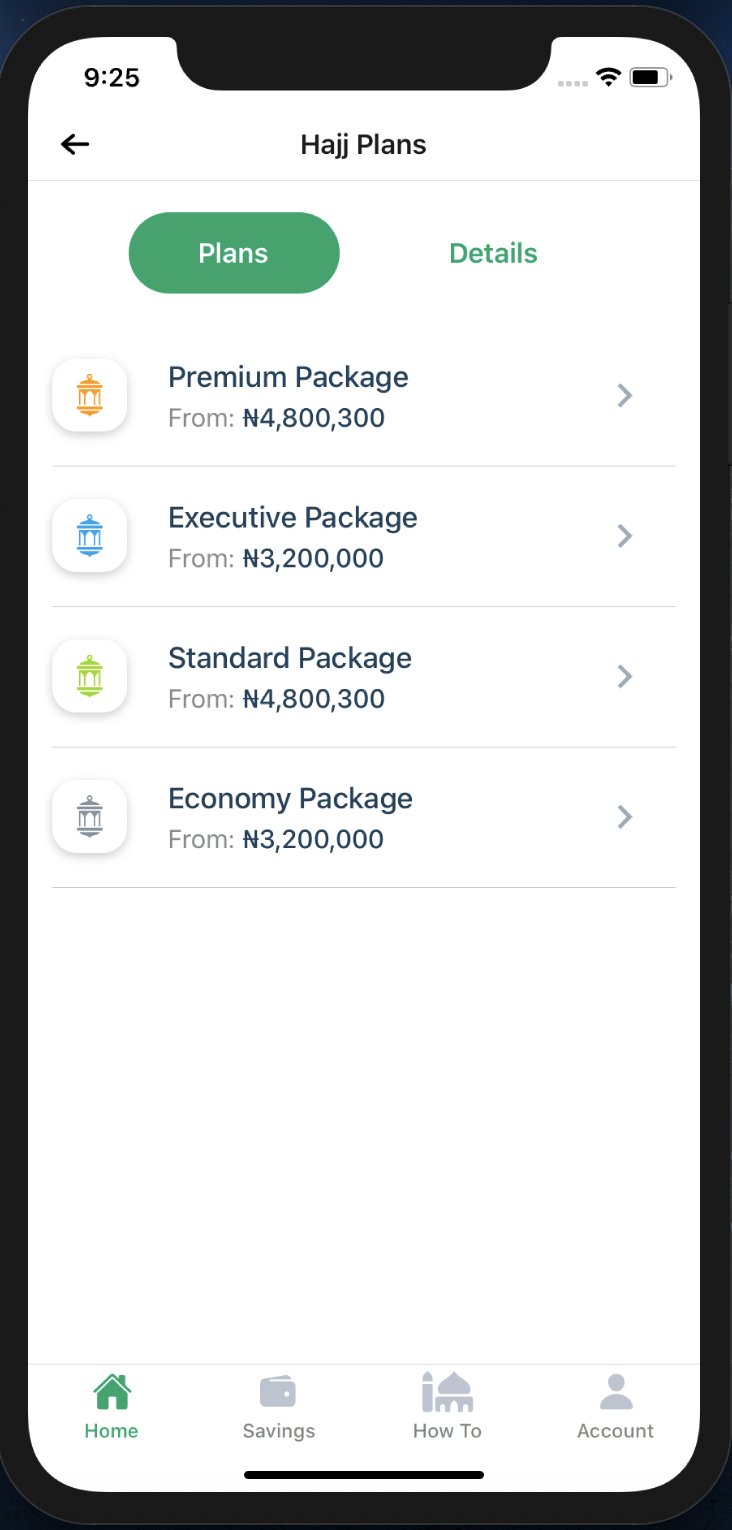 9:25
Hajj Plans
Plans
Details
Premium Package
From: ₦4,800,300
Executive Package
From: ₦3,200,000
Standard Package
From: ₦4,800,300
Economy Package
From: ₦3,200,000
Home
Savings
How To
Account